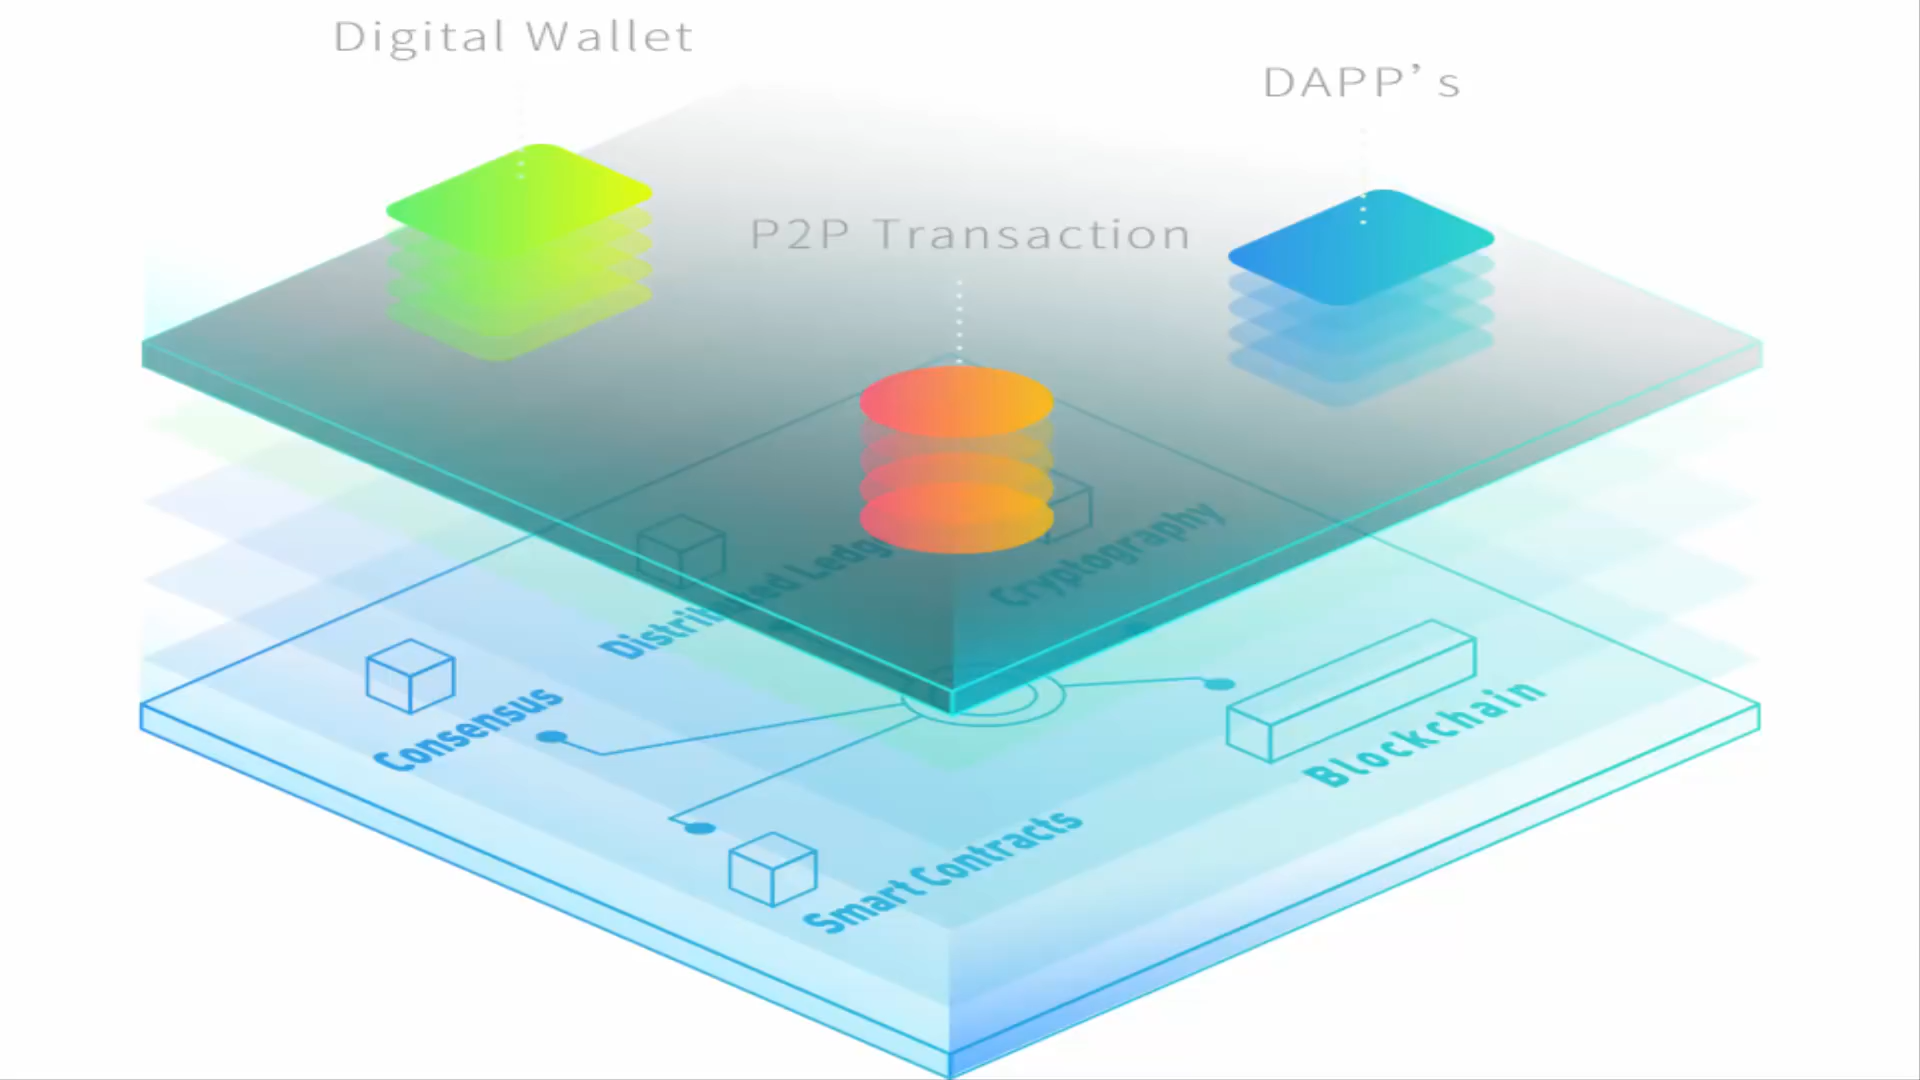 Digital Wallet
DAPP’s
P2P Transaction
Cryptography
Consensus
Blockchain
Smart Contracts